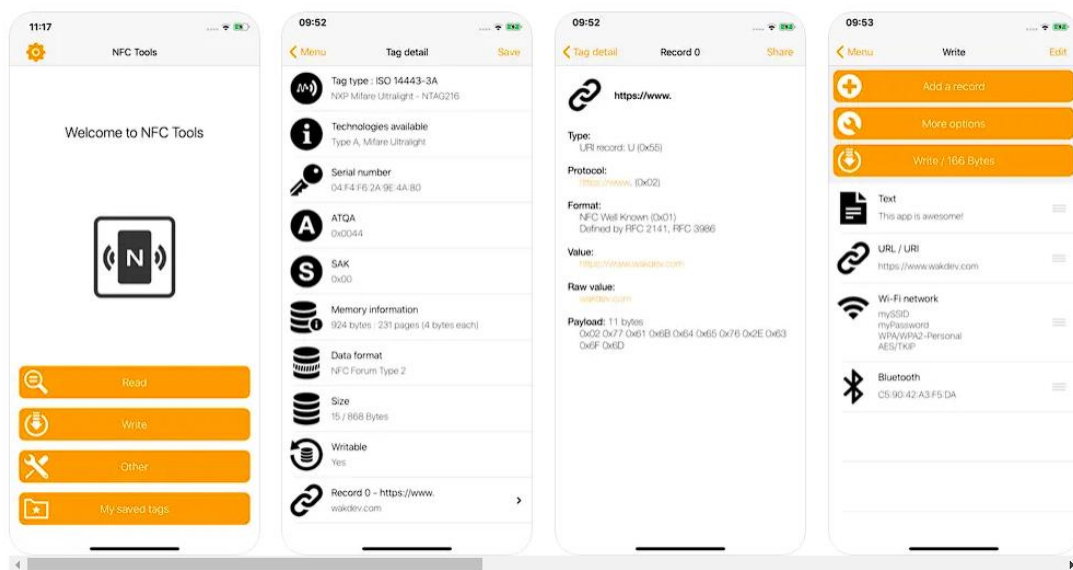 11:17
NFC Tools
Welcome to NFC Tools
N
Read
Write
Other
My saved tags
09:52
Menu
Tag detail
Save
Tag type : ISO 14443-3A
NXP Mifare Ultralight - NTAG216
Technologies available
Type A, Mifare Ultralight
Serial number
04:F4:F6:2A:9E:4A:80
ATQA
0x0044
SAK
0x00
Memory information
924 bytes : 231 pages (4 bytes each)
Data format
NFC Forum Type 2
Size
15 / 868 Bytes
Writable
Yes
Record 0 - https://www.
wakdev.com
09:52
Tag detail
Record 0
Share
https://www.
Type:
URI record: U (0x55)
Protocol:
https://www. (0x02)
Format:
NFC Well Known (0x01)
Defined by RFC 2141, RFC 3986
Value:
https://www.wakdev.com
Raw value:
wakdev.com
Payload: 11 bytes
0x02 0x77 0x61 0x6B 0x64 0x65 0x76 0x2E 0x63
0x6F 0x6D
09:53
Menu
Write
Edit
Add a record
More options
Write / 166 Bytes
Text
This app is awesome!
URL / URI
https://www.wakdev.com
Wi-Fi network
mySSID
myPassword
WPA/WPA2-Personal
AES/TKIP
Bluetooth
C5:90:42:A3:F5:DA